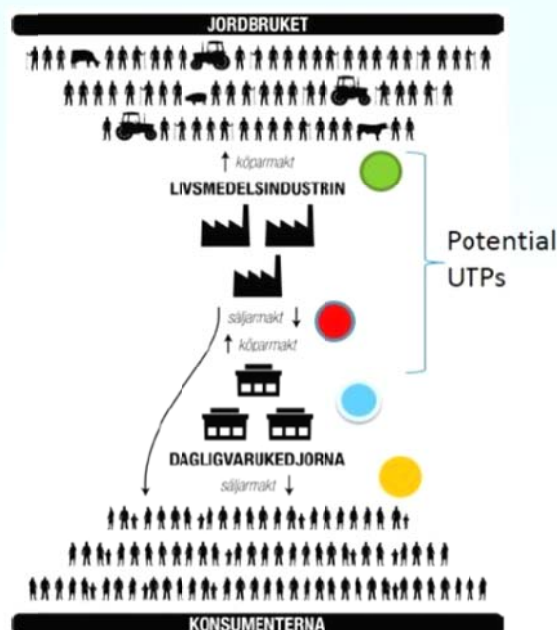 JORDBRUKET
köparmakt
LIVSMEDELSINDUSTRIN
Potential
UTPs
säljarmakt
köparmakt
DAGLIGVARUKEDJORNA
säljarmakt
KONSUMENTERNA